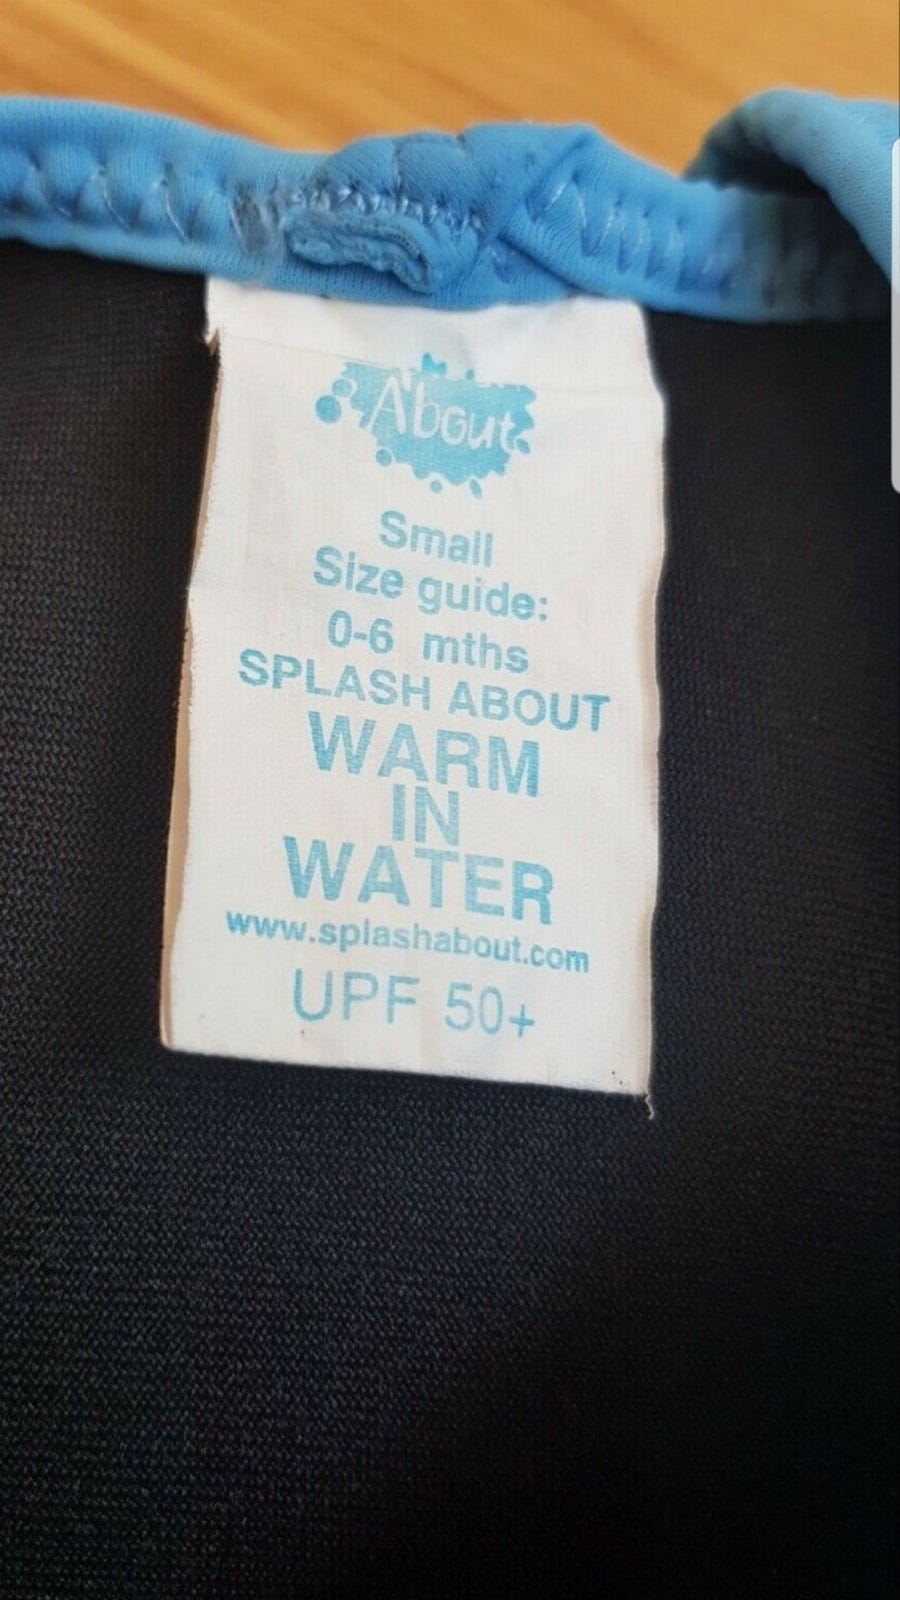 About
Small
Size guide:
0-6 mths
SPLASH ABOUT
WARM
IN
WATER
www.splashabout.com
UPF 50+